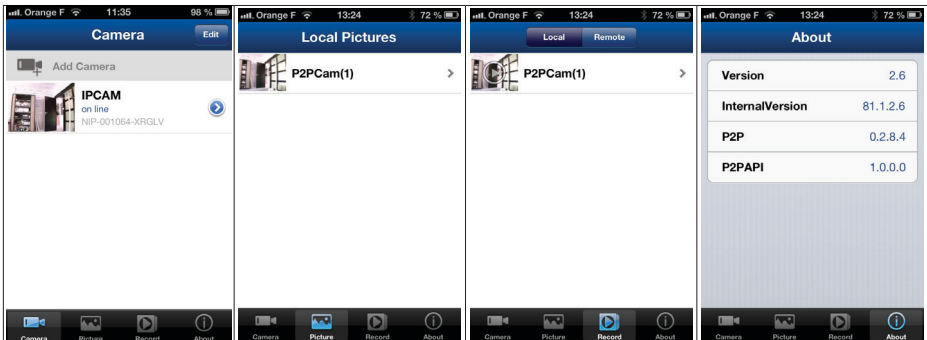 Orange F 11:35 98 %
Camera Edit
Add Camera
IPCAM
on line
NIP-001064-XRGLV
Camera Picture Record About
Orange F 13:24 72 %
Local Pictures
P2PCam(1)
Camera Picture Record About
Orange F 13:24 72 %
Local Remote
P2PCam(1)
Camera Picture Record About
Orange F 13:24 72 %
About
Version 2.6
InternalVersion 81.1.2.6
P2P 0.2.8.4
P2PAPI 1.0.0.0
Camera Picture Record About